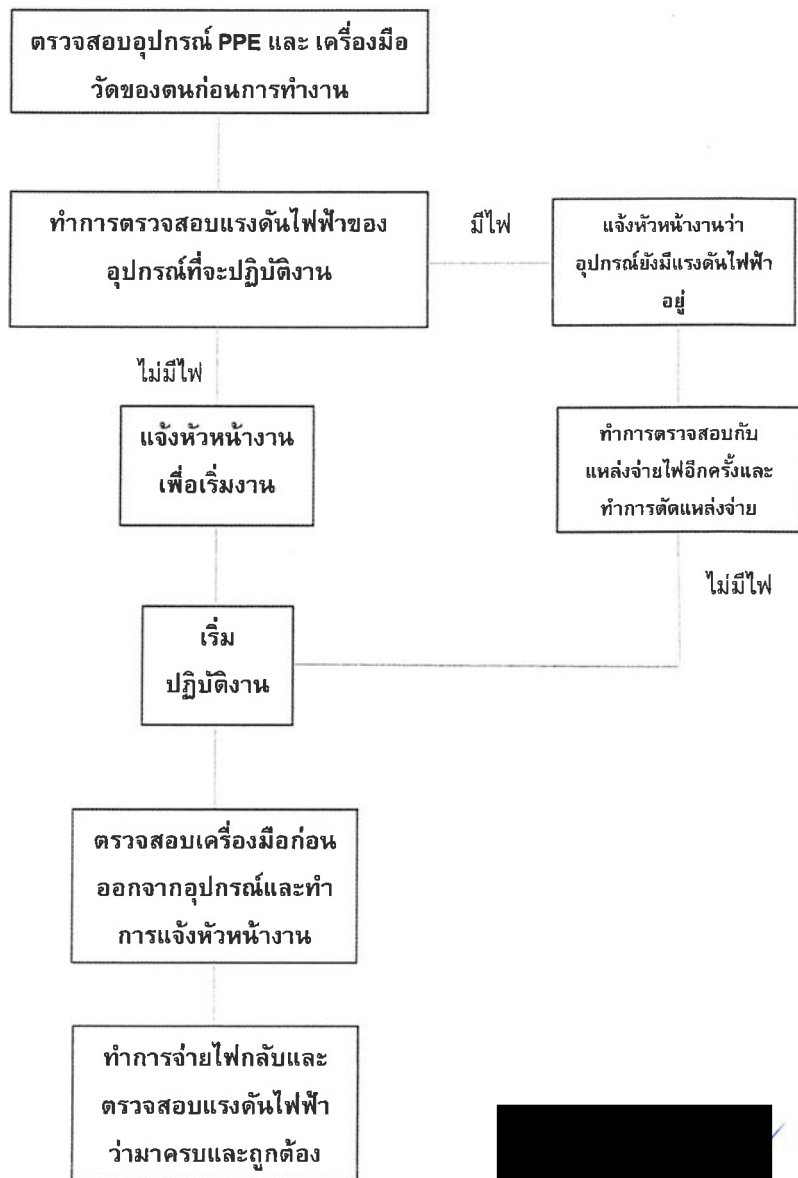 ตรวจสอบอุปกรณ์ PPE และ เครื่องมือ
วัดของตนก่อนการทำงาน
ทำการตรวจสอบแรงดันไฟฟ้าของ
อุปกรณ์ที่จะปฏิบัติงาน
มีไฟ
แจ้งหัวหน้างานว่า
อุปกรณ์ยังมีแรงดันไฟฟ้า
อยู่
ไม่มีไฟ
แจ้งหัวหน้างาน
เพื่อเริ่มงาน
ทำการตรวจสอบกับ
แหล่งจ่ายไฟอีกครั้งและ
ทำการตัดแหล่งจ่าย
ไม่มีไฟ
เริ่ม
ปฏิบัติงาน
ตรวจสอบเครื่องมือก่อน
ออกจากอุปกรณ์และทำ
การแจ้งหัวหน้างาน
ทำการจ่ายไฟกลับและ
ตรวจสอบแรงดันไฟฟ้า
ว่ามาครบและถูกต้อง